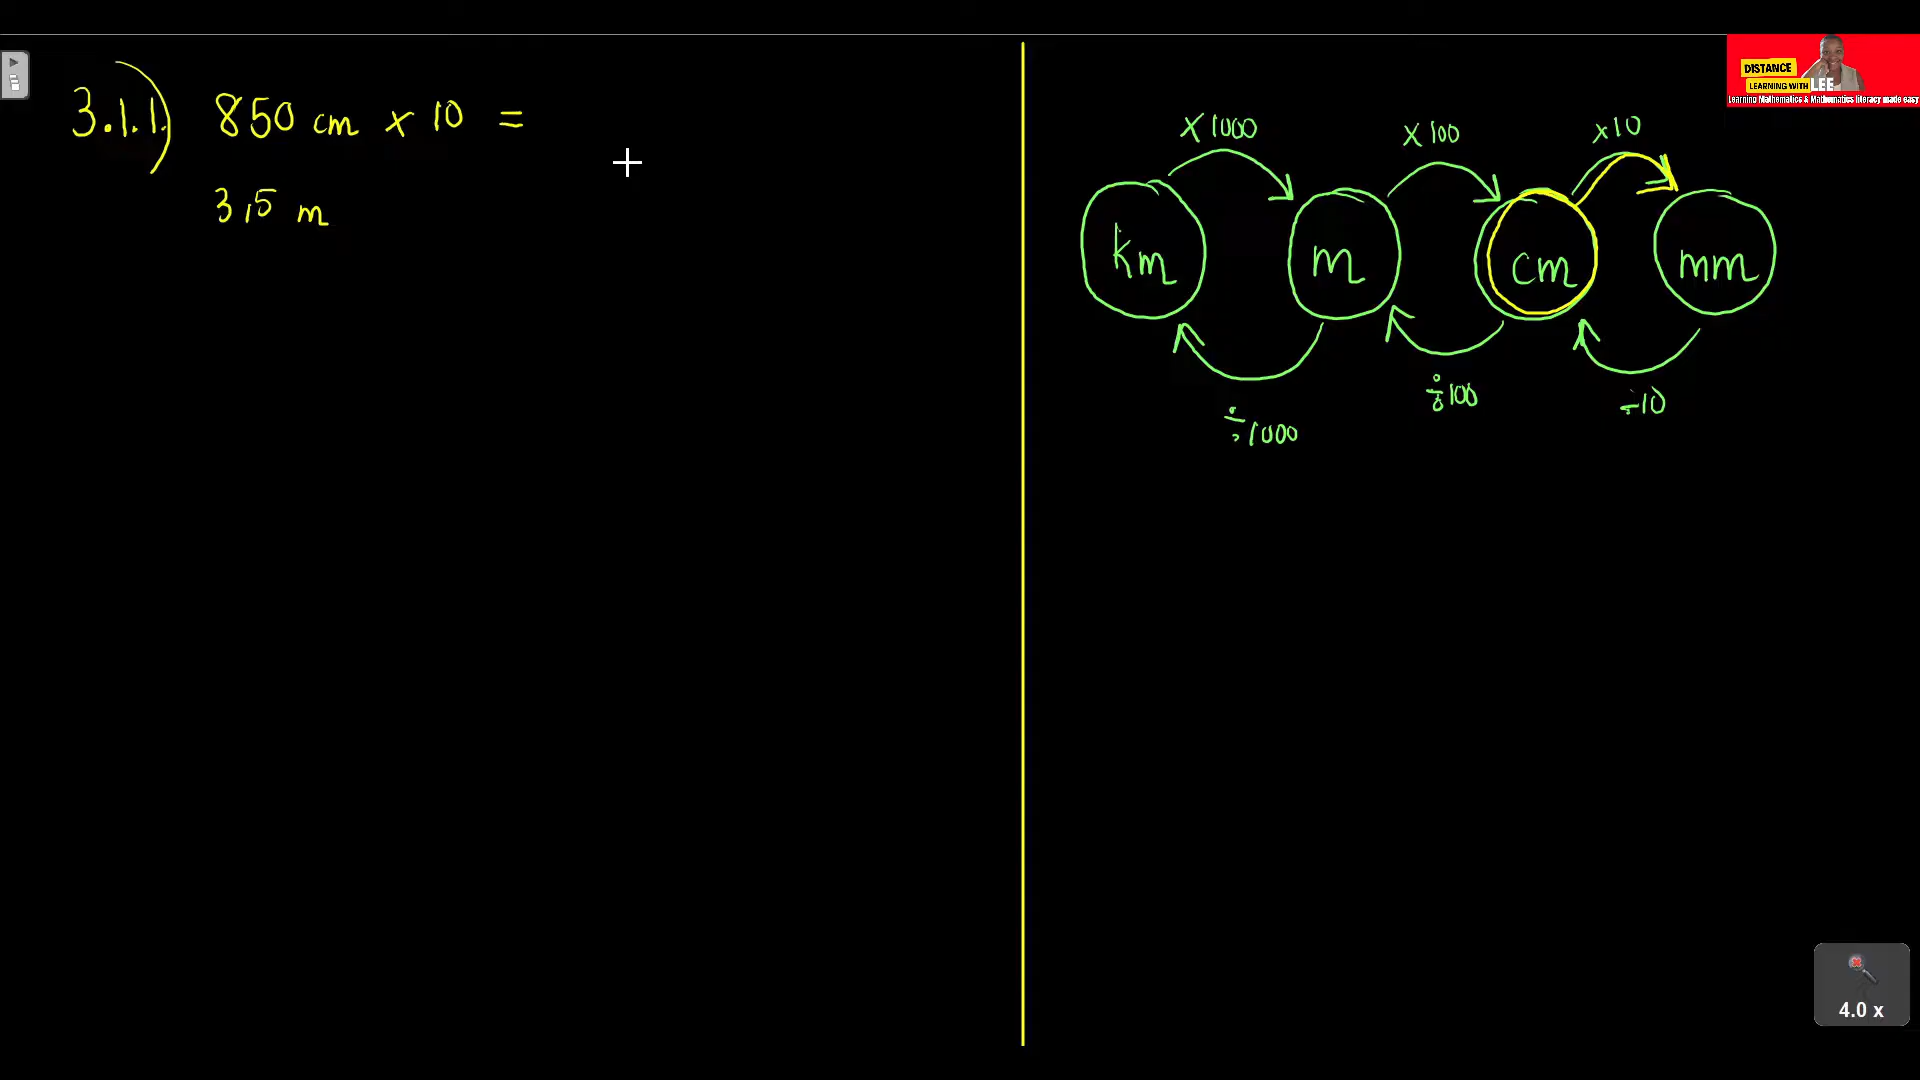 3.1.1.) 850 cm x 10 =
3,5 m
DISTANCE
LEARNING WITH LEE
Learning Mathematics & Mathematics literacy made easy
x 1000
x 100
x 10
km
m
cm
mm
÷ 1000
÷ 100
÷ 10
4.0 x